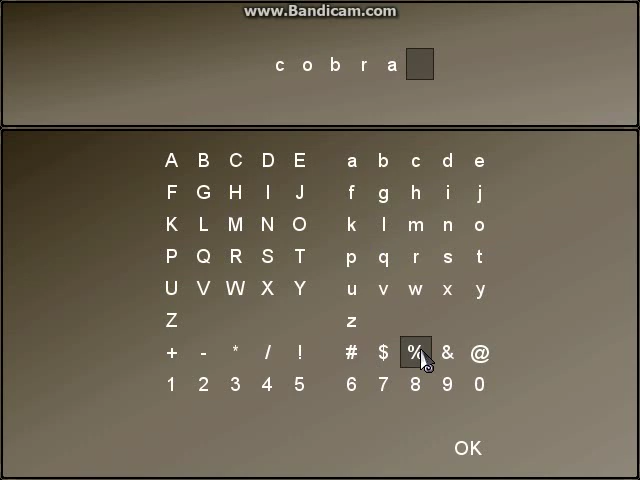 www.Bandicam.com
c o b r a
A B C D E a b c d e
F G H I J f g h i j
K L M N O k l m n o
P Q R S T p q r s t
U V W X Y u v w x y
Z z
+ - * / ! # $ % & @
1 2 3 4 5 6 7 8 9 0
OK